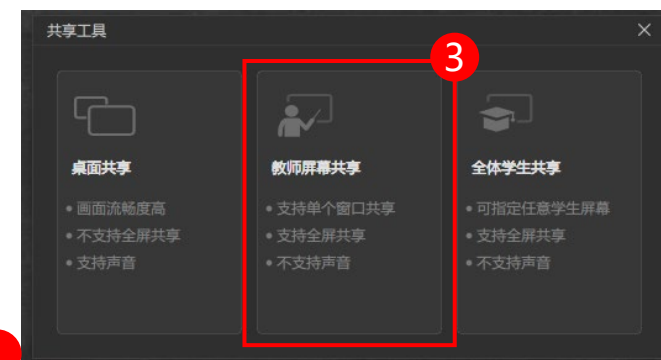 共享工具
3
桌面共享
• 画面流畅度高
• 不支持全屏共享
• 支持声音
教师屏幕共享
• 支持单个窗口共享
• 支持全屏共享
• 不支持声音
全体学生共享
• 可指定任意学生屏幕
• 支持全屏共享
• 不支持声音